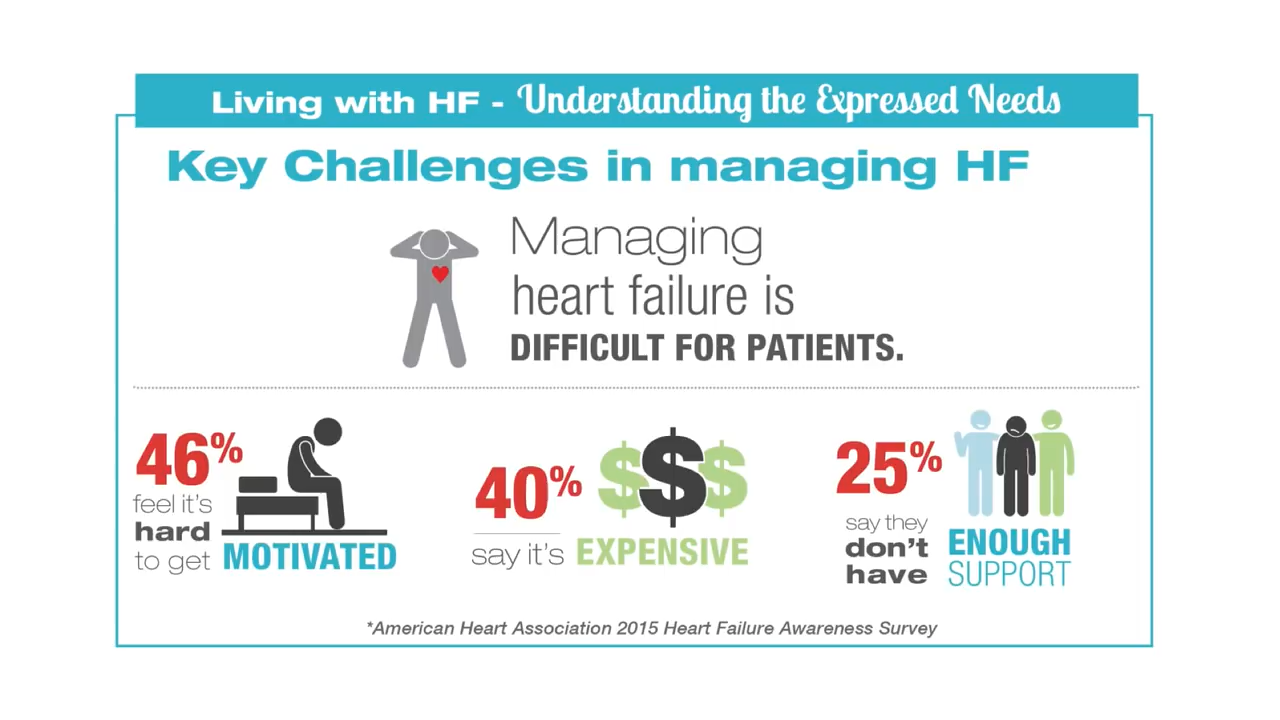 Living with HF - Understanding the Expressed Needs
Key Challenges in managing HF
Managing
heart failure is
DIFFICULT FOR PATIENTS.
46%
feel it's
hard
to get MOTIVATED
$$$
40%
say it's EXPENSIVE
25%
say they
don't
have
ENOUGH
SUPPORT
*American Heart Association 2015 Heart Failure Awareness Survey